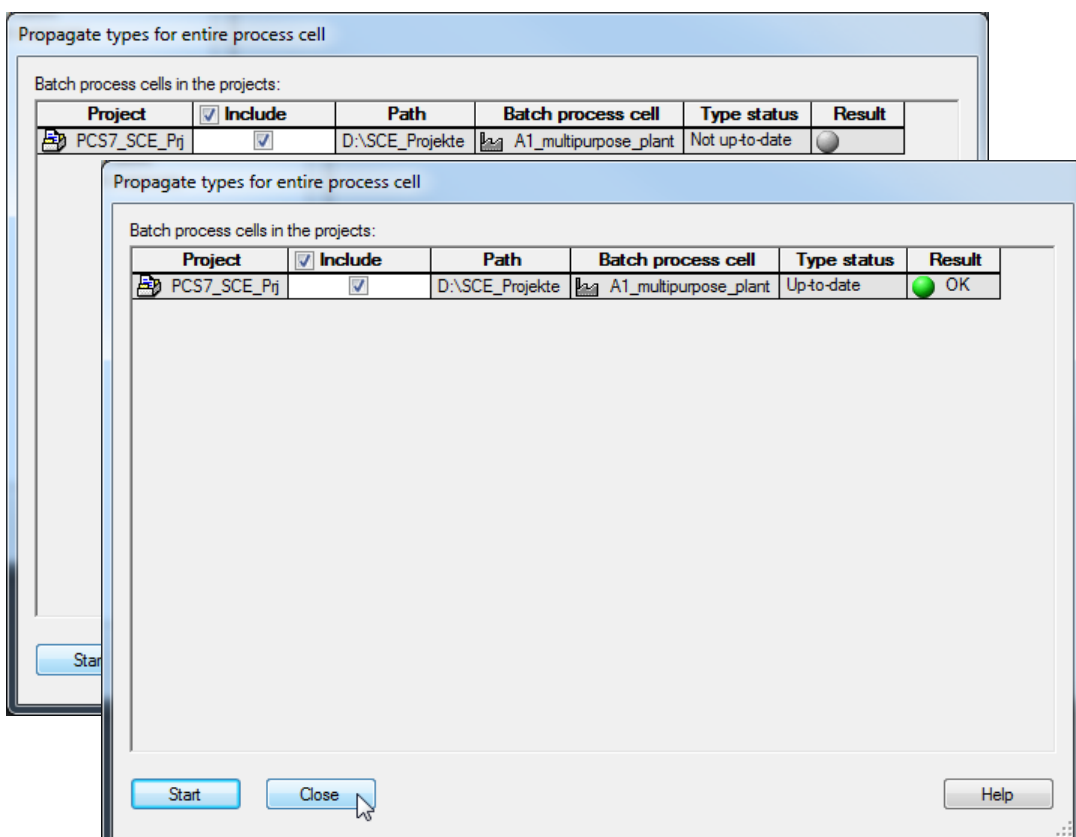 Propagate types for entire process cell
Batch process cells in the projects:
Project Include Path Batch process cell Type status Result
PCS7_SCE_Prj D:\SCE_Projekte A1_multipurpose_plant Not up-to-date
Propagate types for entire process cell
Batch process cells in the projects:
Project Include Path Batch process cell Type status Result
PCS7_SCE_Prj D:\SCE_Projekte A1_multipurpose_plant Up-to-date OK
Star
Start Close Help